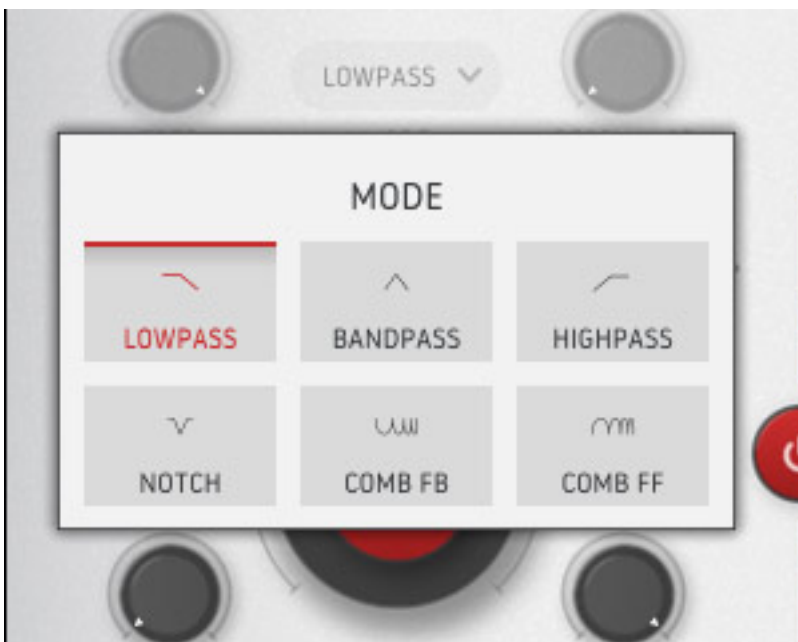 LOWPASS
MODE
LOWPASS
BANDPASS
HIGHPASS
NOTCH
COMB FB
COMB FF